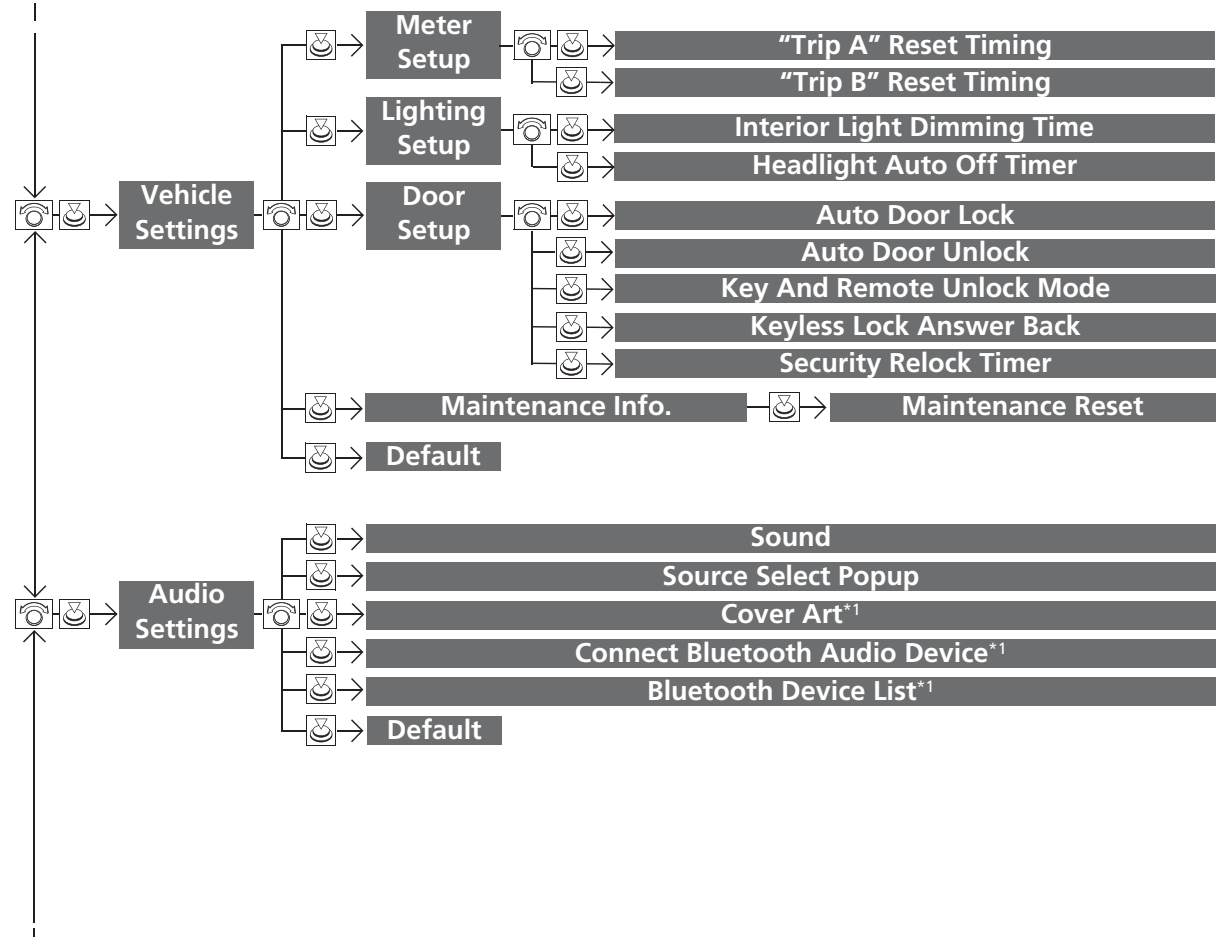 Meter
Setup
“Trip A” Reset Timing
“Trip B” Reset Timing
Lighting
Setup
Interior Light Dimming Time
Headlight Auto Off Timer
Vehicle
Settings
Door
Setup
Auto Door Lock
Auto Door Unlock
Key And Remote Unlock Mode
Keyless Lock Answer Back
Security Relock Timer
Maintenance Info.
Maintenance Reset
Default
Audio
Settings
Sound
Source Select Popup
Cover Art*1
Connect Bluetooth Audio Device*1
Bluetooth Device List*1
Default